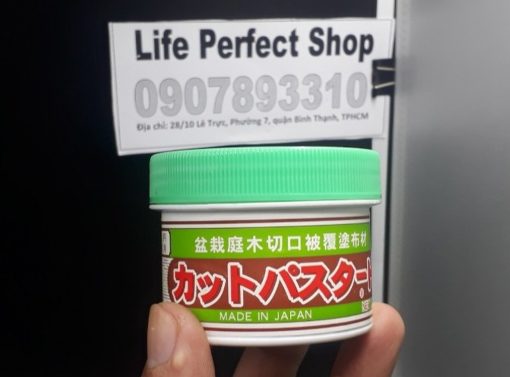 Life Perfect Shop
0907893310
Địa chỉ: 28/10 Lê Trực, Phường 7, quận Bình Thạnh, TPHCM
盆栽庭木切口被覆塗布材
カットパスター
MADE IN JAPAN